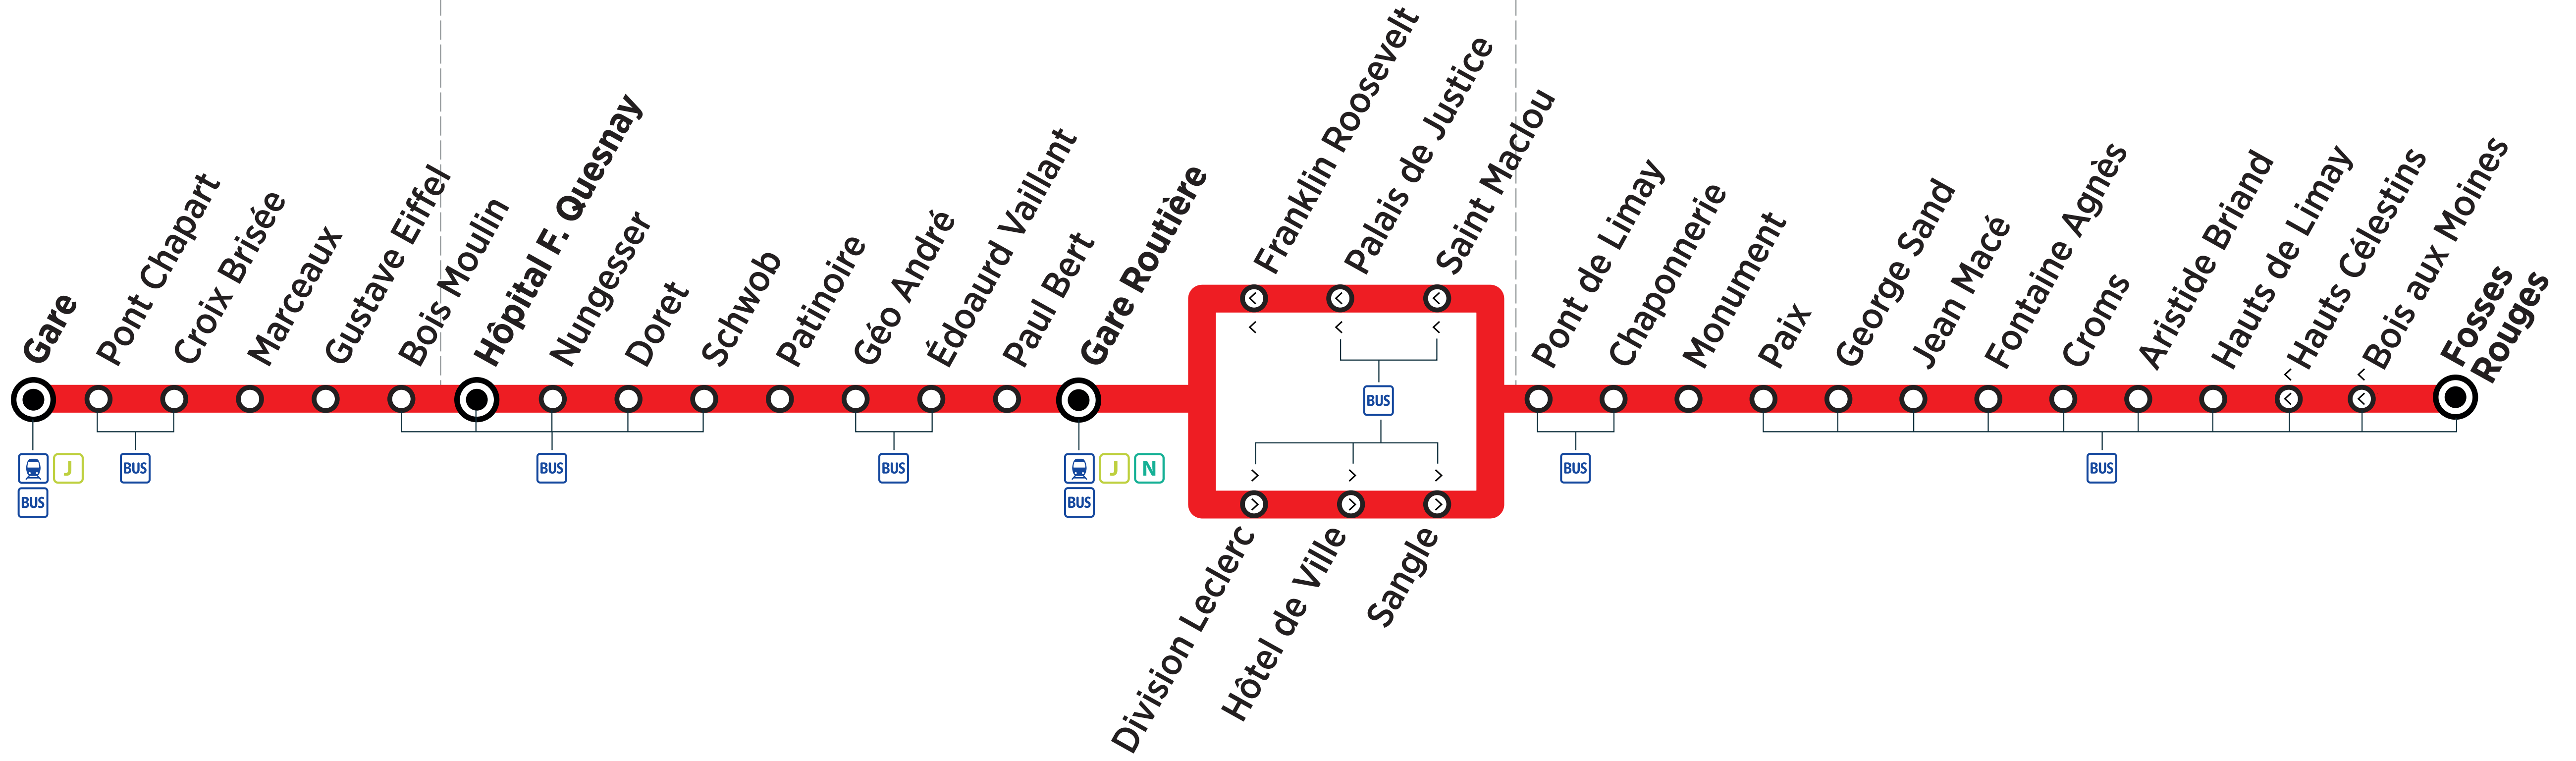 Gare
Pont Chapart
Croix Brisée
Marceaux
Gustave Eiffel
Bois Moulin
Hôpital F. Quesnay
Nungesser
Doret
Schwob
Patinoire
Géo André
Édoaurd Vaillant
Paul Bert
Gare Routière
Franklin Roosevelt
Palais de Justice
Saint Maclou
Division Leclerc
Hôtel de Ville
Sangle
Pont de Limay
Chaponnerie
Monument
Paix
George Sand
Jean Macé
Fontaine Agnès
Croms
Aristide Briand
Hauts de Limay
Hauts Célestins
Bois aux Moines
Fosses
Rouges
J
BUS
BUS
BUS
BUS
J N
BUS
BUS
BUS
BUS